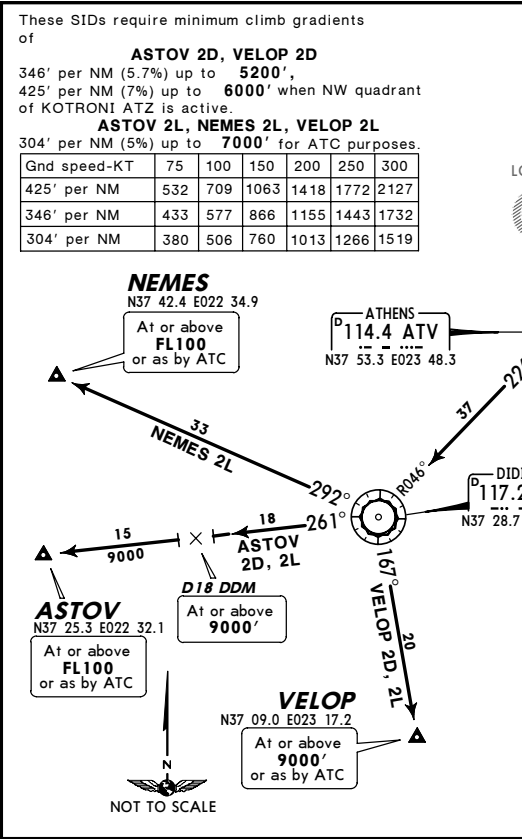 These SIDs require minimum climb gradients
of
ASTOV 2D, VELOP 2D
346' per NM (5.7%) up to 5200',
425' per NM (7%) up to 6000' when NW quadrant
of KOTRONI ATZ is active.
ASTOV 2L, NEMES 2L, VELOP 2L
304' per NM (5%) up to 7000' for ATC purposes.
Gnd speed-KT 75 100 150 200 250 300
425' per NM 532 709 1063 1418 1772 2127
346' per NM 433 577 866 1155 1443 1732
304' per NM 380 506 760 1013 1266 1519
NEMES
N37 42.4 E022 34.9
At or above
FL100
or as by ATC
ATHENS
D 114.4 ATV
N37 53.3 E023 48.3
37
R046°
33
NEMES 2L
292°
117.2
N37 28.7
18
261°
ASTOV
2D, 2L
15
9000
D18 DDM
At or above
9000'
ASTOV
N37 25.3 E022 32.1
At or above
FL100
or as by ATC
167°
VELOP 2D, 2L
20
VELOP
N37 09.0 E023 17.2
At or above
9000'
or as by ATC
N
NOT TO SCALE